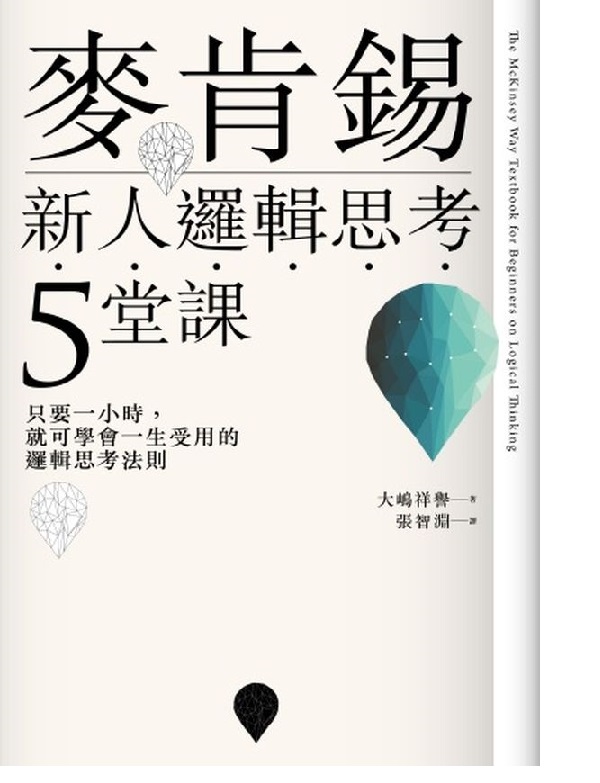 麥肯錫
新人邏輯思考
5堂課
只要一小時，
就可學會一生受用的
邏輯思考法則
大嶋祥譽—著
張智淵—譯
The McKinsey Way Textbook for Beginners on Logical Thinking